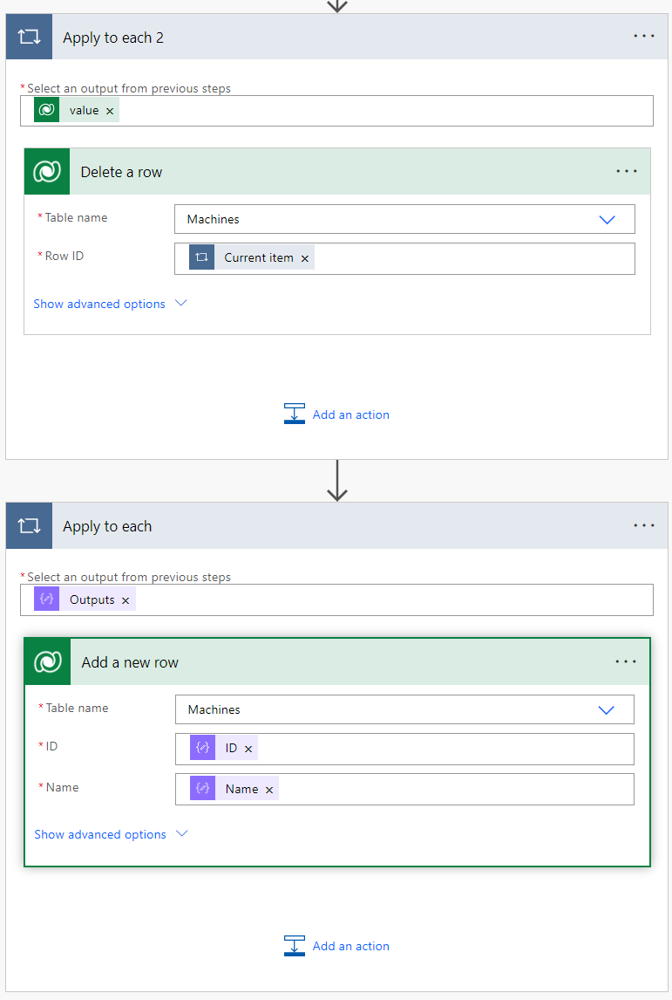 Apply to each 2
* Select an output from previous steps
value ×
Delete a row
* Table name Machines
* Row ID Current item ×
Show advanced options
Add an action
Apply to each
* Select an output from previous steps
Outputs ×
Add a new row
* Table name Machines
* ID ID ×
* Name Name ×
Show advanced options
Add an action